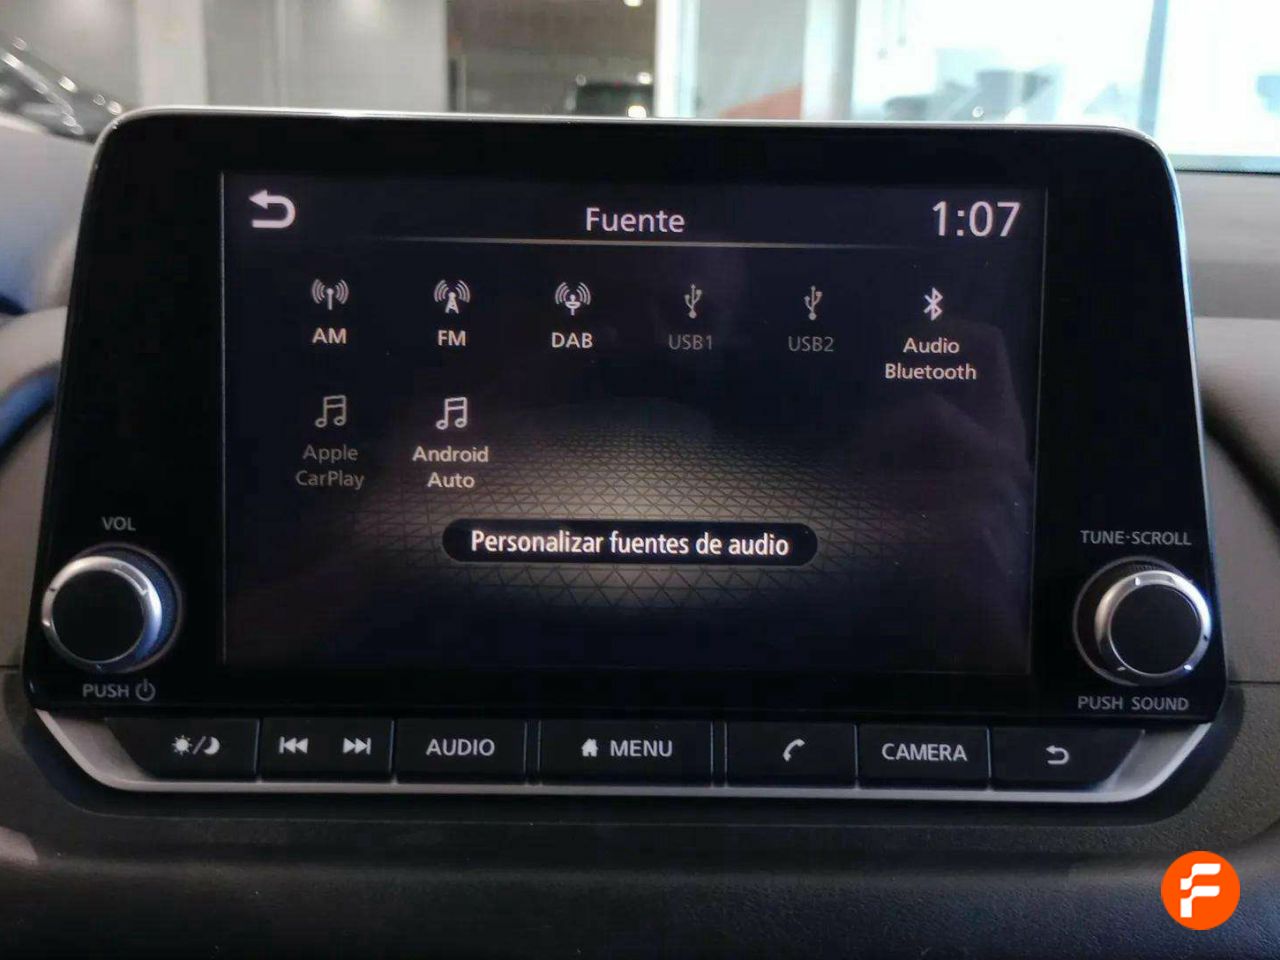 Fuente
1:07
AM
FM
DAB
USB1
USB2
Audio
Bluetooth
Apple
CarPlay
Android
Auto
Personalizar fuentes de audio
VOL
PUSH
TUNE·SCROLL
PUSH SOUND
AUDIO
MENU
CAMERA